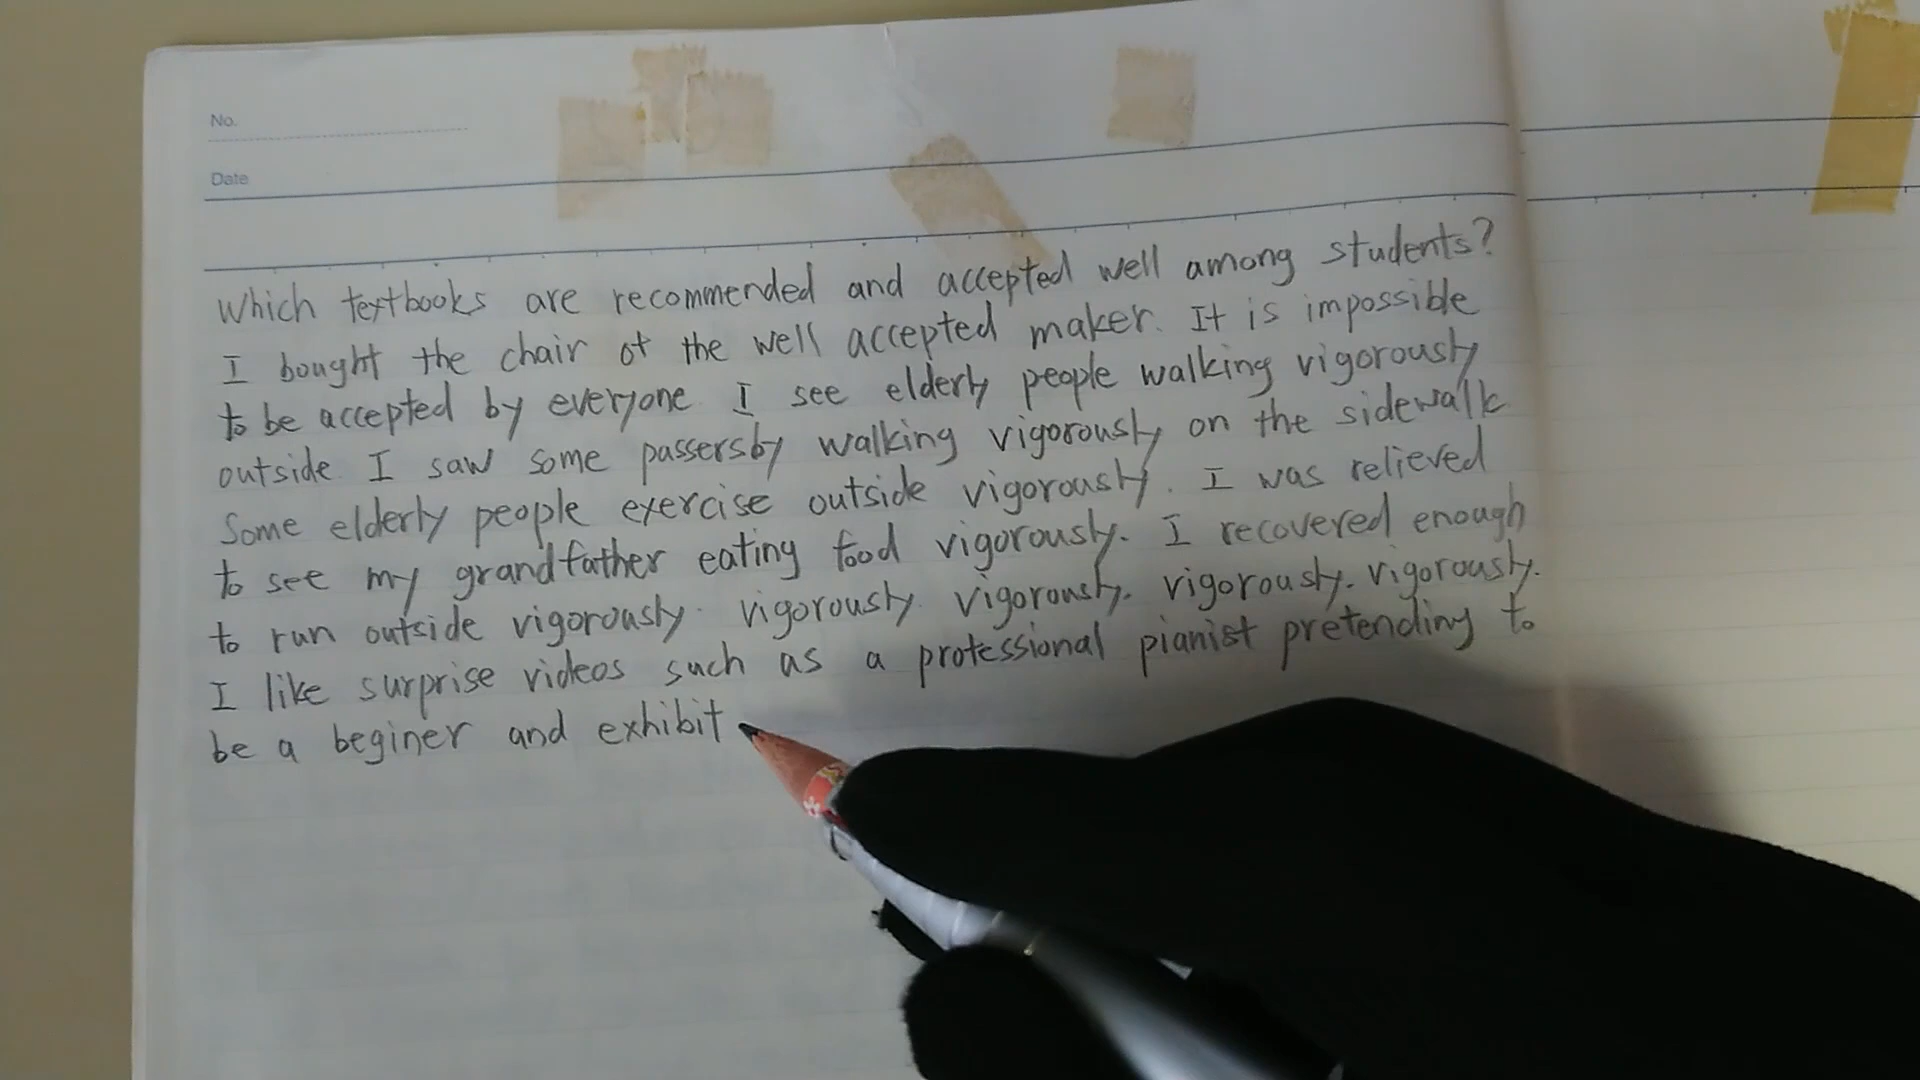 No.
Date
Which textbooks are recommended and accepted well among students?
I bought the chair of the well accepted maker. It is impossible
to be accepted by everyone. I see elderly people walking vigorously
outside. I saw some passersby walking vigorously on the sidewalk
Some elderly people exercise outside vigorously. I was relieved
to see my grandfather eating food vigorously. I recovered enough
to run outside vigorously. vigorously. vigorously. vigorously. vigorously.
I like surprise videos such as a professional pianist pretending to
be a beginer and exhibit